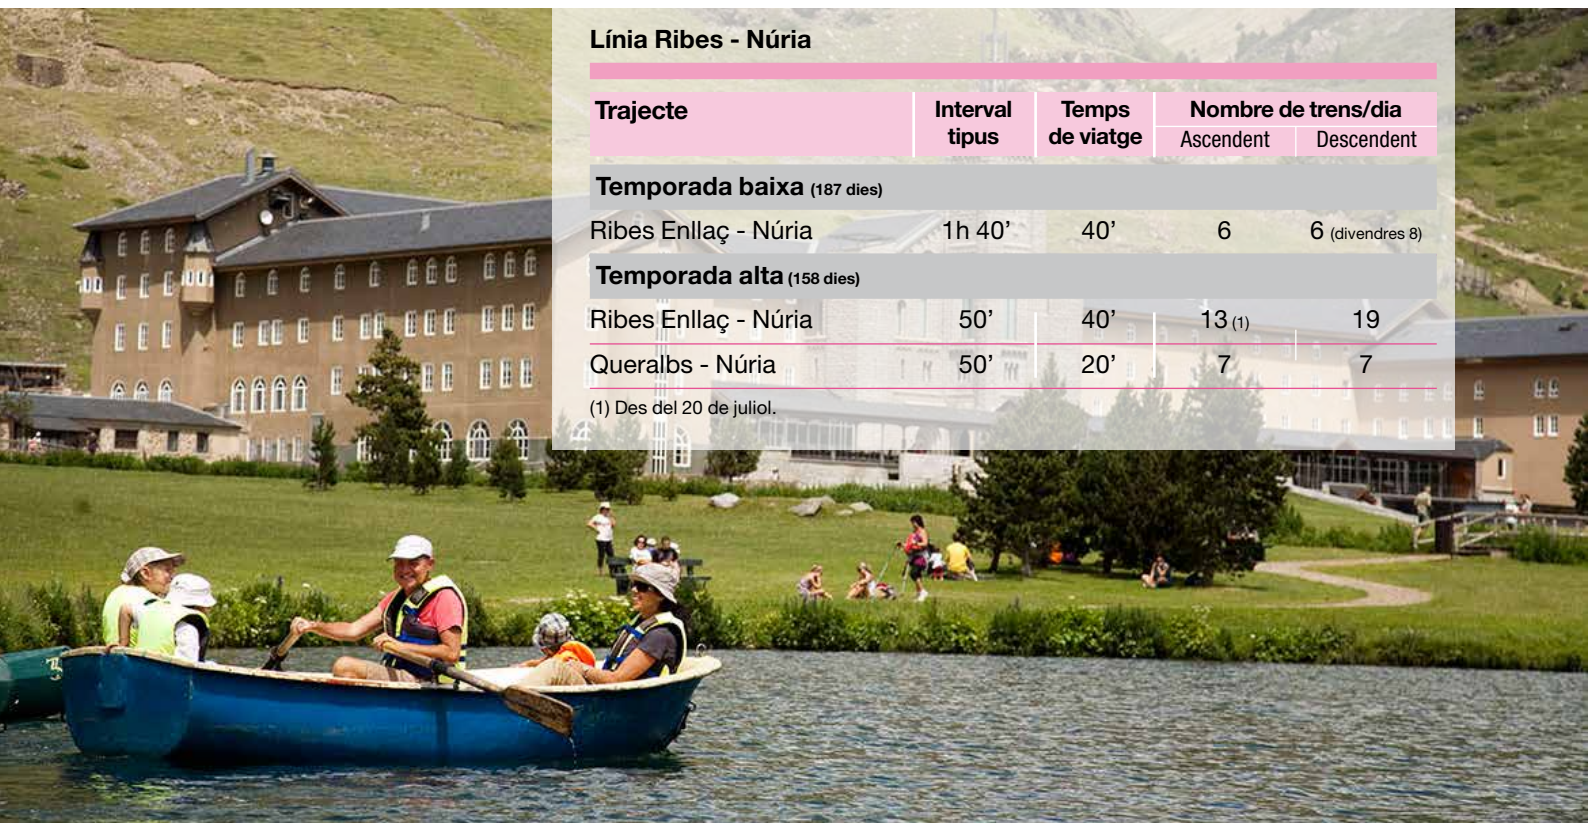 Línia Ribes - Núria
Trajecte Interval tipus Temps de viatge Nombre de trens/dia
Ascendent Descendent
Temporada baixa (187 dies)
Ribes Enllaç - Núria 1h 40’ 40’ 6 6 (divendres 8)
Temporada alta (158 dies)
Ribes Enllaç - Núria 50’ 40’ 13 (1) 19
Queralbs - Núria 50’ 20’ 7 7
(1) Des del 20 de juliol.